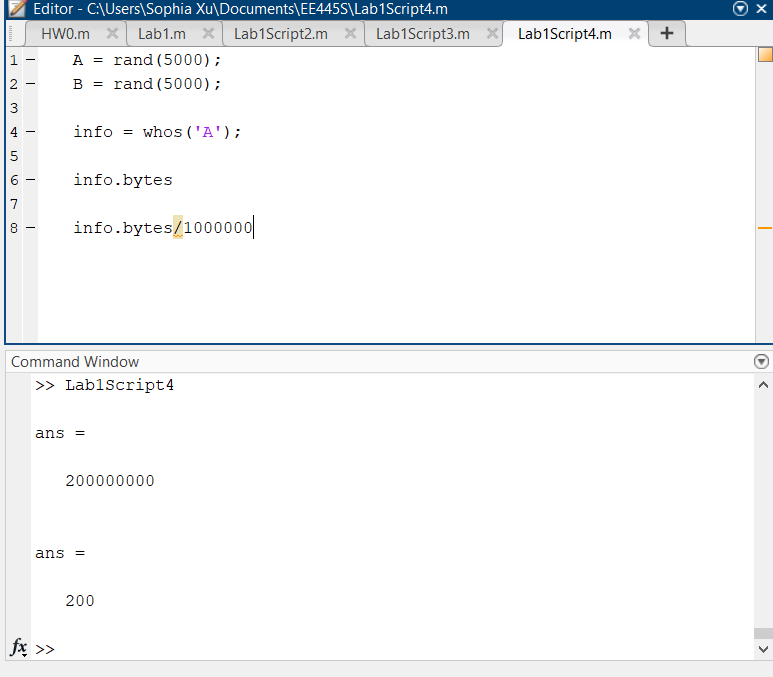 Editor - C:\Users\Sophia Xu\Documents\EE445S\Lab1Script4.m
HW0.m Lab1.m Lab1Script2.m Lab1Script3.m Lab1Script4.m +
1 - A = rand(5000);
2 - B = rand(5000);
3
4 - info = whos('A');
5
6 - info.bytes
7
8 - info.bytes/1000000
Command Window
>> Lab1Script4
ans =
200000000
ans =
200
fx >>